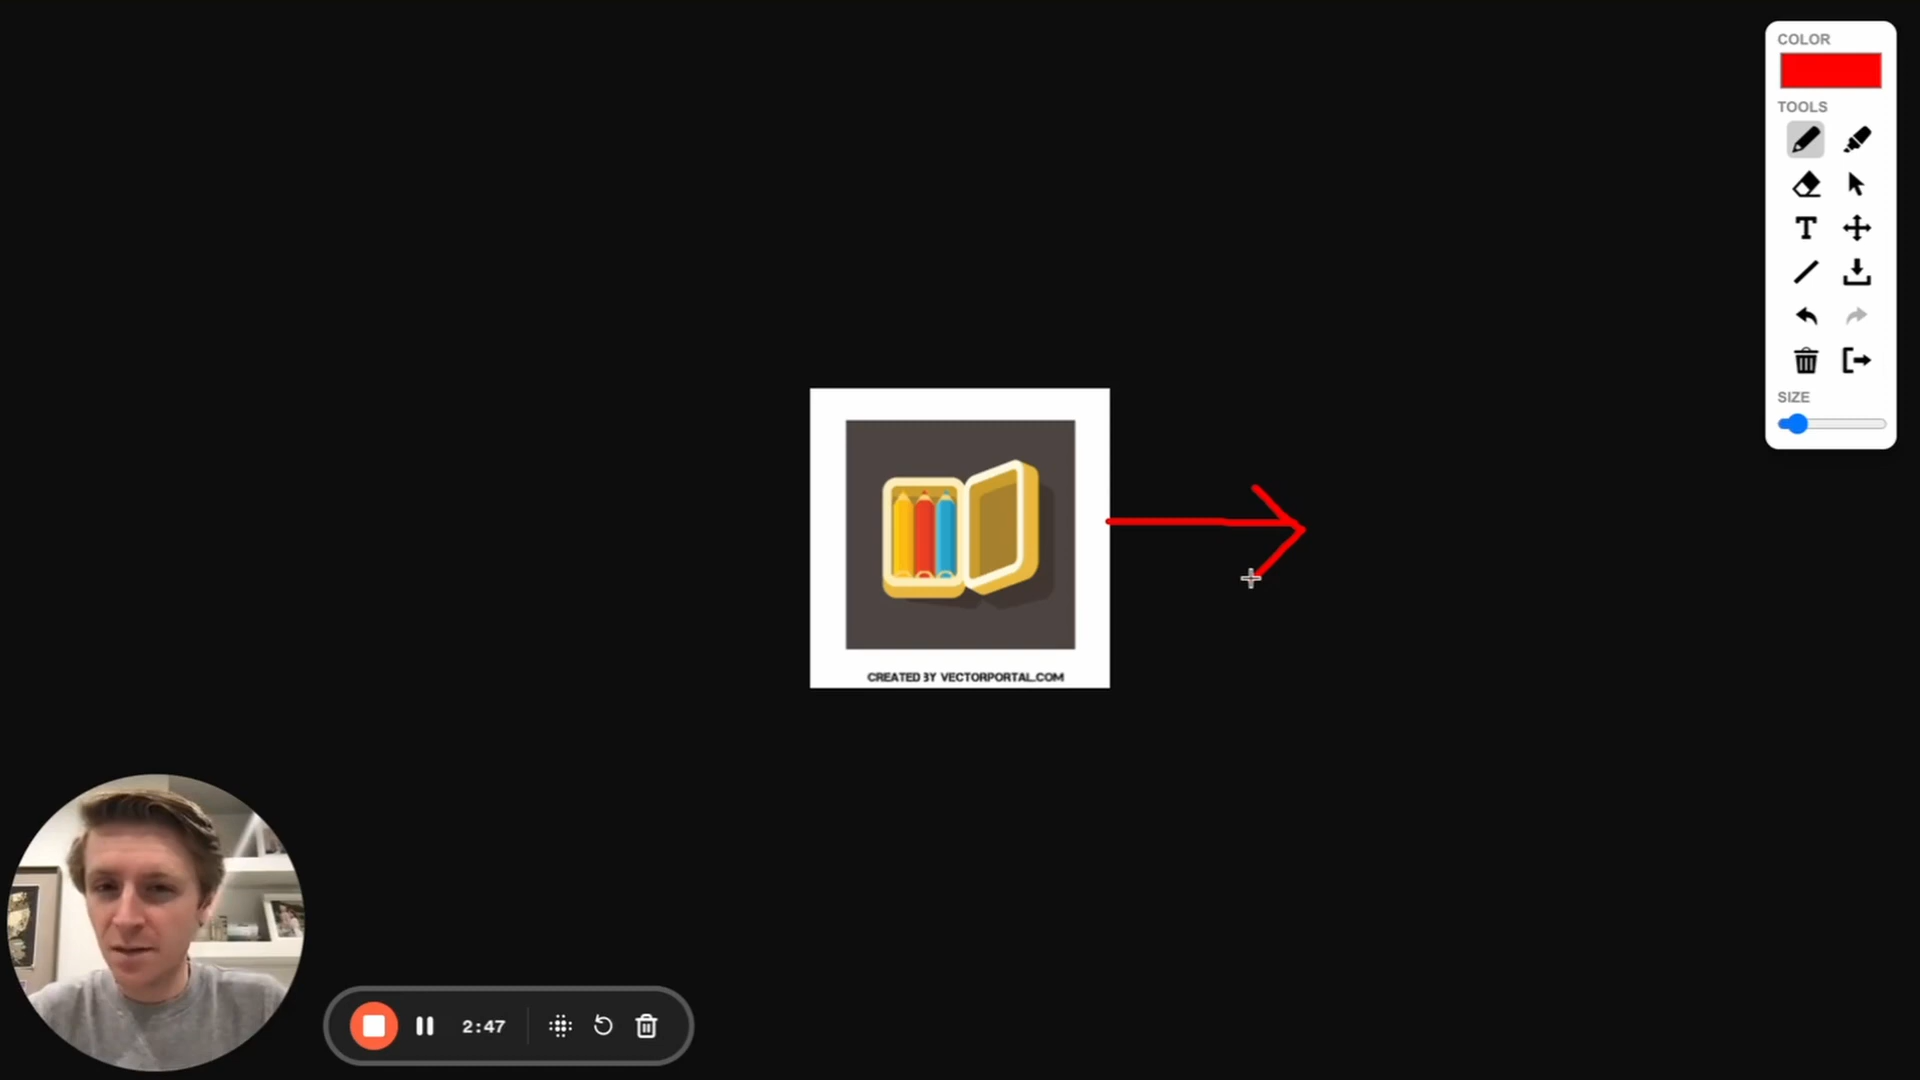 COLOR
TOOLS
T
SIZE
CREATED BY VECTORPORTAL.COM
2:47